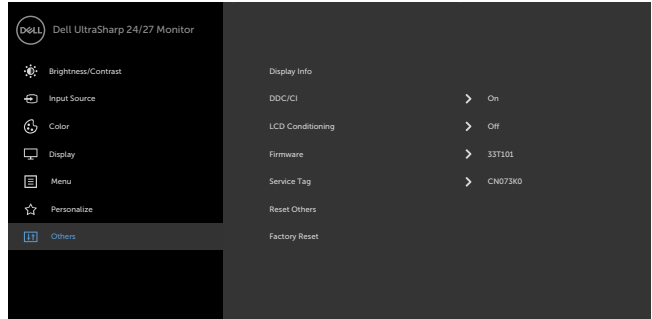 DELL Dell UltraSharp 24/27 Monitor
Brightness/Contrast Display Info
Input Source DDC/CI On
Color LCD Conditioning Off
Display Firmware 33T101
Menu Service Tag CN073K0
Personalize Reset Others
Others Factory Reset